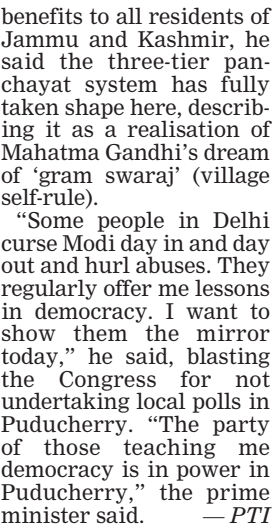 benefits to all residents of
Jammu and Kashmir, he
said the three-tier pan-
chayat system has fully
taken shape here, describ-
ing it as a realisation of
Mahatma Gandhi's dream
of ‘gram swaraj’ (village
self-rule).
“Some people in Delhi
curse Modi day in and day
out and hurl abuses. They
regularly offer me lessons
in democracy. I want to
show them the mirror
today,” he said, blasting
the Congress for not
undertaking local polls in
Puducherry. “The party
of those teaching me
democracy is in power in
Puducherry,” the prime
minister said. — PTI